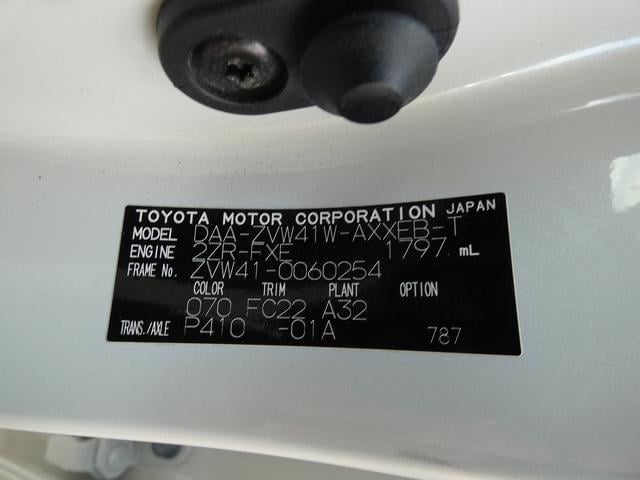 TOYOTA MOTOR CORPORATION JAPAN
MODEL DAA-ZVW41W-AXXEB-T
ENGINE 2ZR-FXE 1797 mL
FRAME No. ZVW41-0060254
COLOR TRIM PLANT OPTION
070 FC22 A32
TRANS./AXLE P410 -01A 787